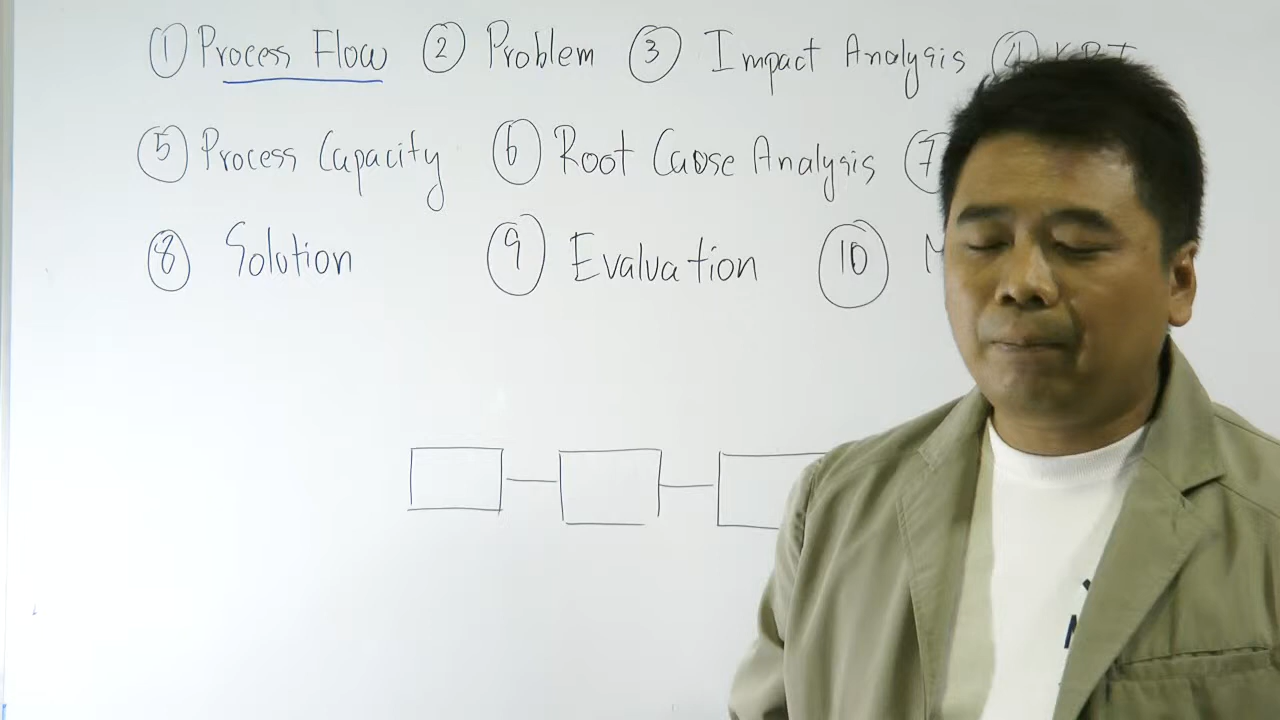 ① Process Flow ② Problem ③ Impact Analysis ④ KPI
⑤ Process Capacity ⑥ Root Cause Analysis ⑦
⑧ Solution ⑨ Evaluation ⑩ M